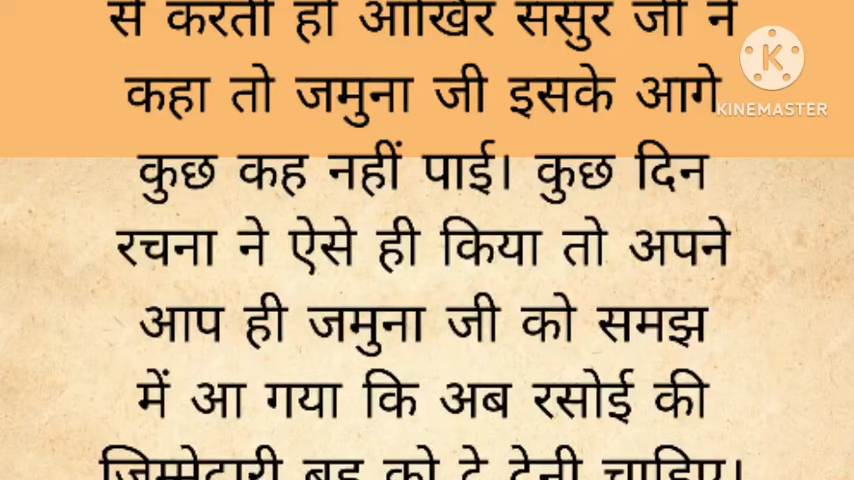 से करती हो आखिर ससुर जी ने
कहा तो जमुना जी इसके आगे
KINEMASTER
कुछ कह नहीं पाई। कुछ दिन
रचना ने ऐसे ही किया तो अपने
आप ही जमुना जी को समझ
में आ गया कि अब रसोई की
जिम्मेदारी बहू को दे देनी चाहिए।